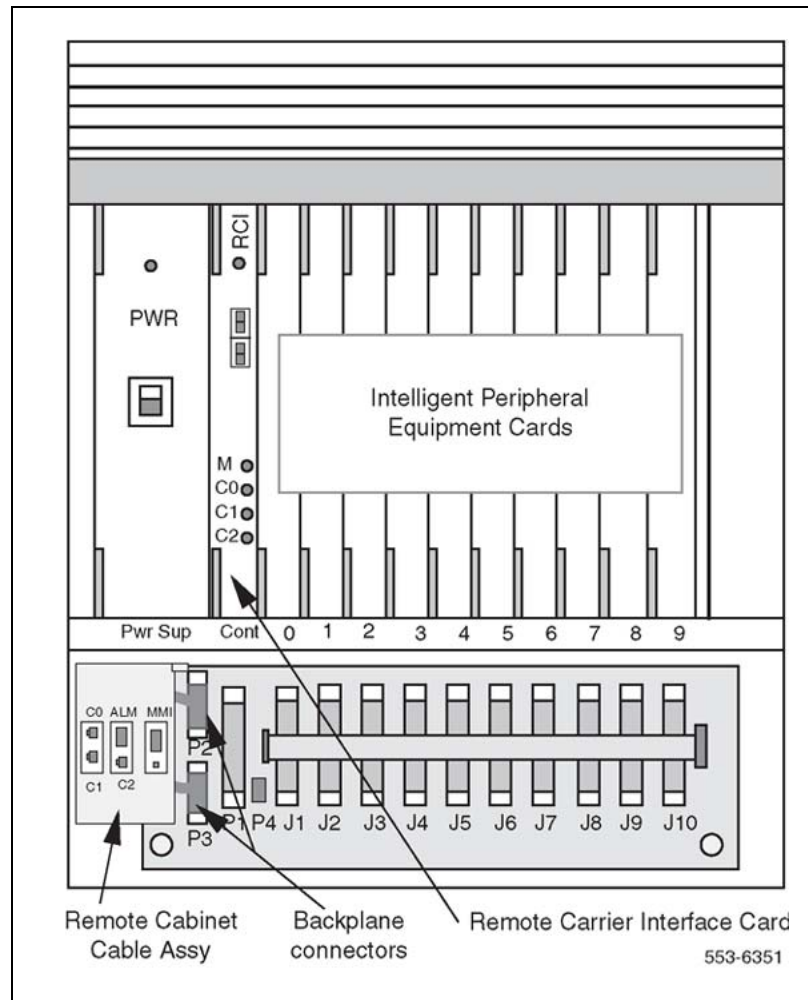 RCI
PWR
Intelligent Peripheral
Equipment Cards
M
C0
C1
C2
Pwr Sup Cont 0 1 2 3 4 5 6 7 8 9
C0 ALM MMI
C1 C2
P2
P3
P1 P4 J1 J2 J3 J4 J5 J6 J7 J8 J9 J10
Remote Cabinet
Cable Assy
Backplane
connectors
Remote Carrier Interface Card
553-6351